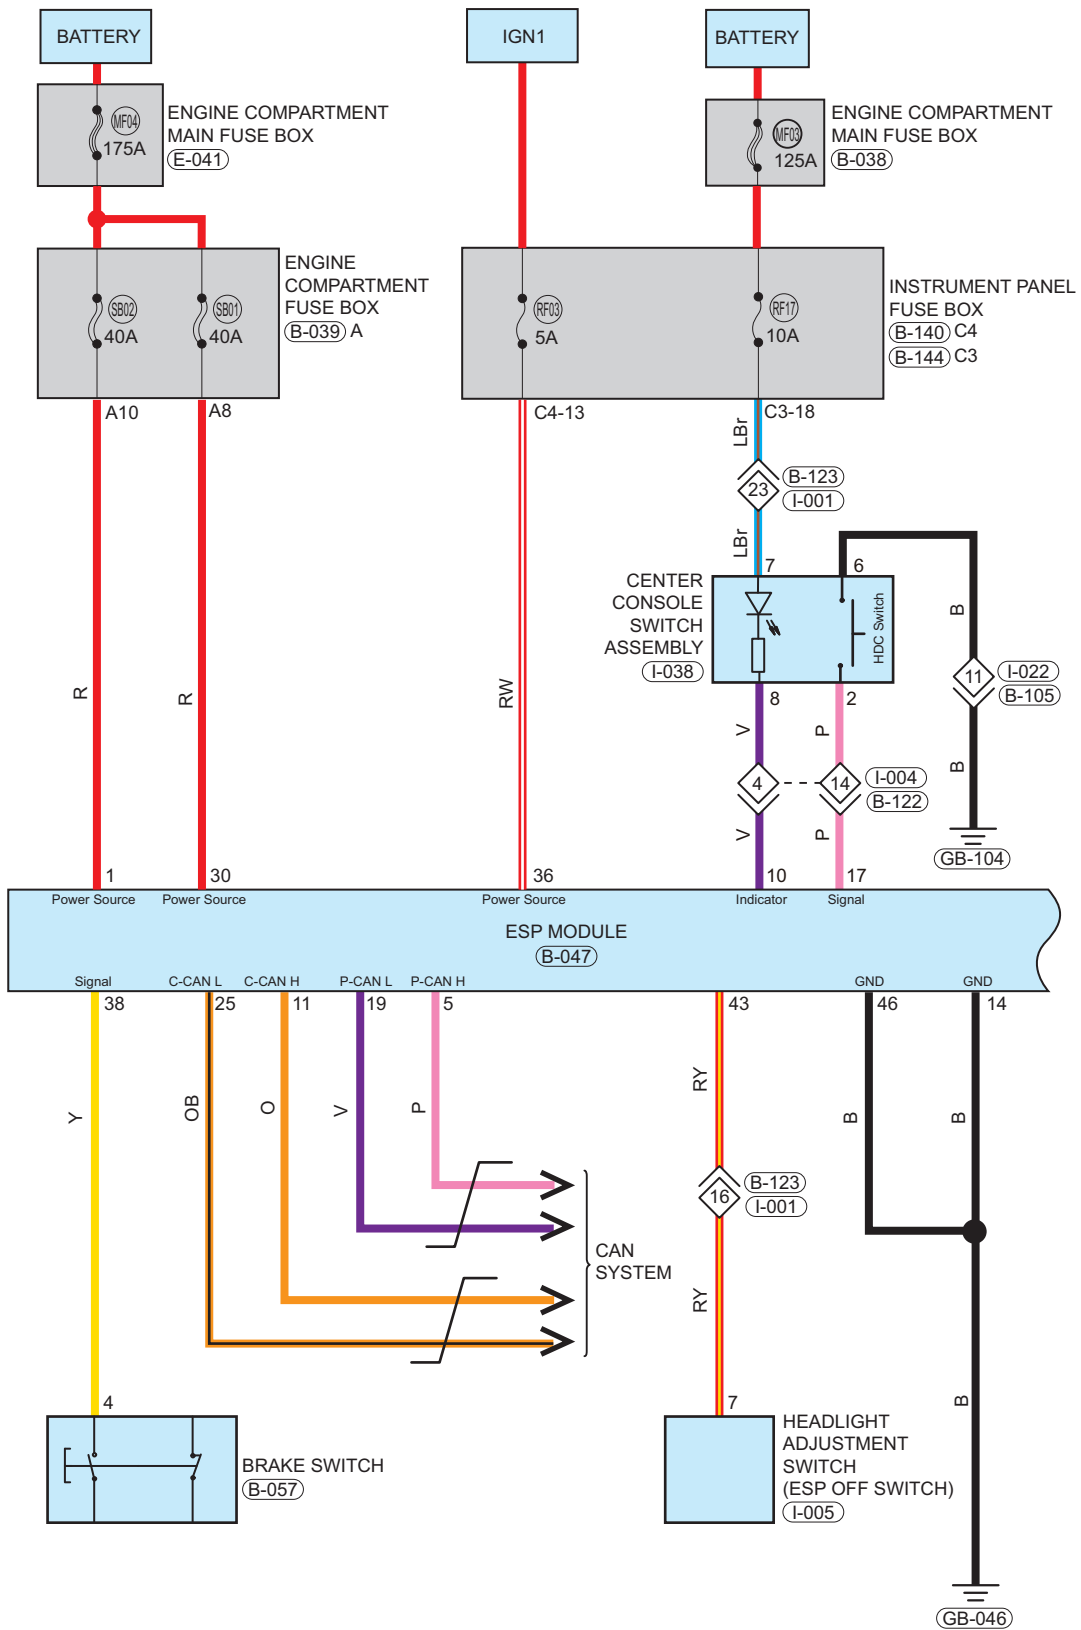 BATTERY
IGN1
BATTERY
MF04
175A
ENGINE COMPARTMENT
MAIN FUSE BOX
E-041
MF03
125A
ENGINE COMPARTMENT
MAIN FUSE BOX
B-038
SB02
40A
SB01
40A
ENGINE
COMPARTMENT
FUSE BOX
B-039 A
RF03
5A
RF17
10A
INSTRUMENT PANEL
FUSE BOX
B-140 C4
B-144 C3
A10
A8
C4-13
C3-18
LBr
23
B-123
I-001
LBr
7
6
CENTER
CONSOLE
SWITCH
ASSEMBLY
I-038
HDC Switch
B
11
I-022
B-105
R
R
RW
8
2
V
P
B
4
14
I-004
B-122
V
P
GB-104
1
30
36
10
17
Power Source
Power Source
Power Source
Indicator
Signal
ESP MODULE
B-047
Signal
C-CAN L
C-CAN H
P-CAN L
P-CAN H
GND
GND
38
25
11
19
5
43
46
14
Y
OB
O
V
P
RY
B
B
16
B-123
I-001
CAN
SYSTEM
RY
B
4
7
BRAKE SWITCH
B-057
HEADLIGHT
ADJUSTMENT
SWITCH
(ESP OFF SWITCH)
I-005
GB-046